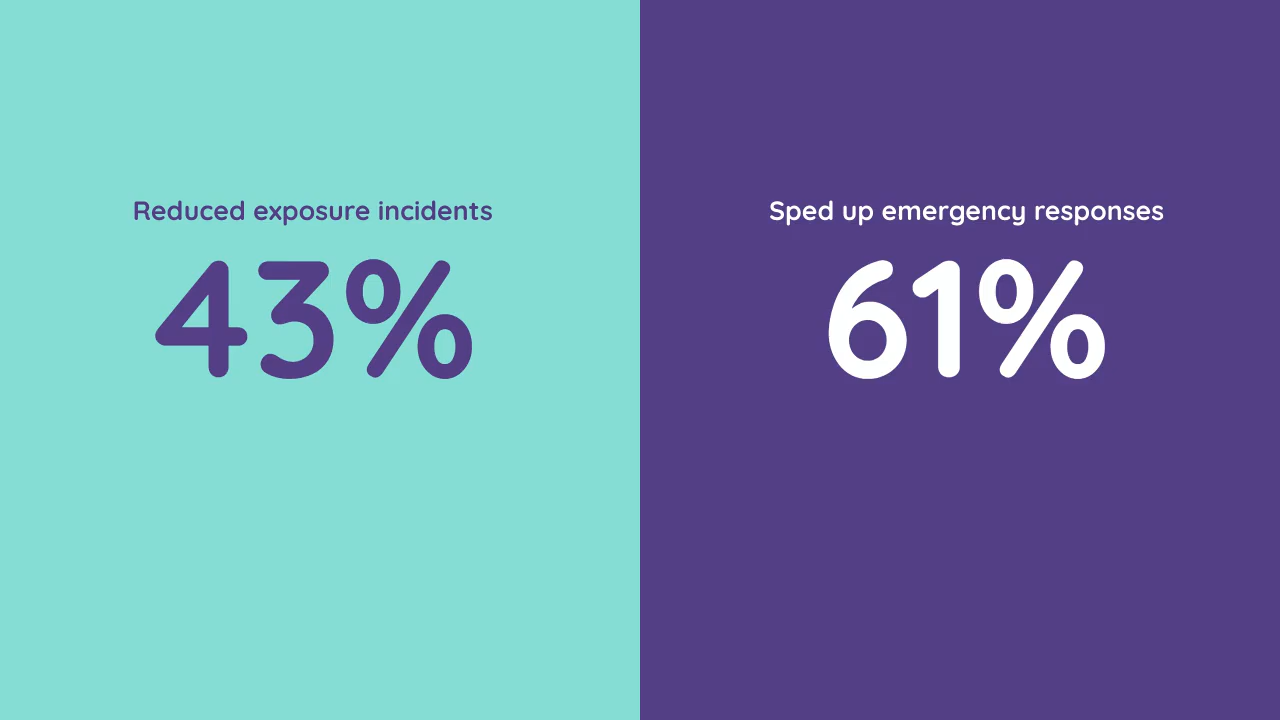 Reduced exposure incidents
43%
Sped up emergency responses
61%